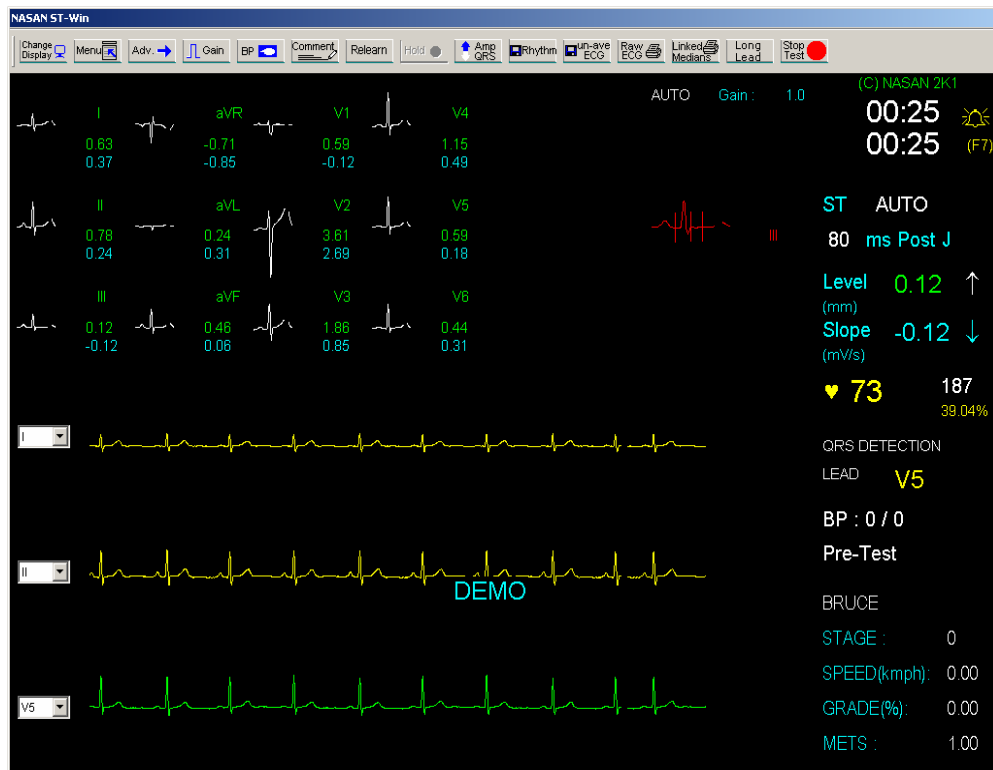 NASAN ST-Win
Change Display Menu Adv. Gain BP Comment Relearn Hold Amp QRS Rhythm un-ave ECG Raw ECG Linked Medians Long Lead Stop Test
AUTO Gain : 1.0
(C) NASAN 2K1
00:25
00:25 (F7)
I aVR V1 V4
0.63 -0.71 0.59 1.15
0.37 -0.85 -0.12 0.49
II aVL V2 V5
0.78 0.24 3.61 0.59
0.24 0.31 2.69 0.18
III aVF V3 V6
0.12 0.46 1.86 0.44
-0.12 0.06 0.85 0.31
III
ST AUTO
80 ms Post J
Level 0.12 ↑
(mm)
Slope -0.12 ↓
(mV/s)
♥ 73 187
39.04%
I
II
DEMO
V5
QRS DETECTION
LEAD V5
BP : 0 / 0
Pre-Test
BRUCE
STAGE : 0
SPEED(kmph): 0.00
GRADE(%): 0.00
METS : 1.00